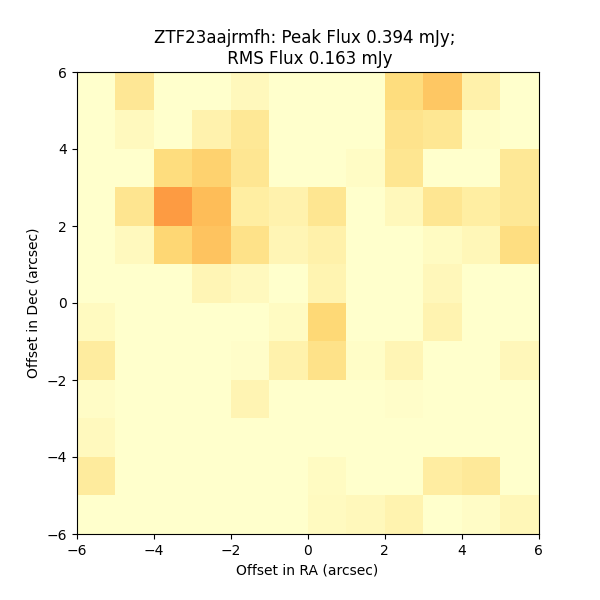 ZTF23aajrmfh: Peak Flux 0.394 mJy;
RMS Flux 0.163 mJy
6
4
2
0
−2
−4
−6
Offset in Dec (arcsec)
−6 −4 −2 0 2 4 6
Offset in RA (arcsec)